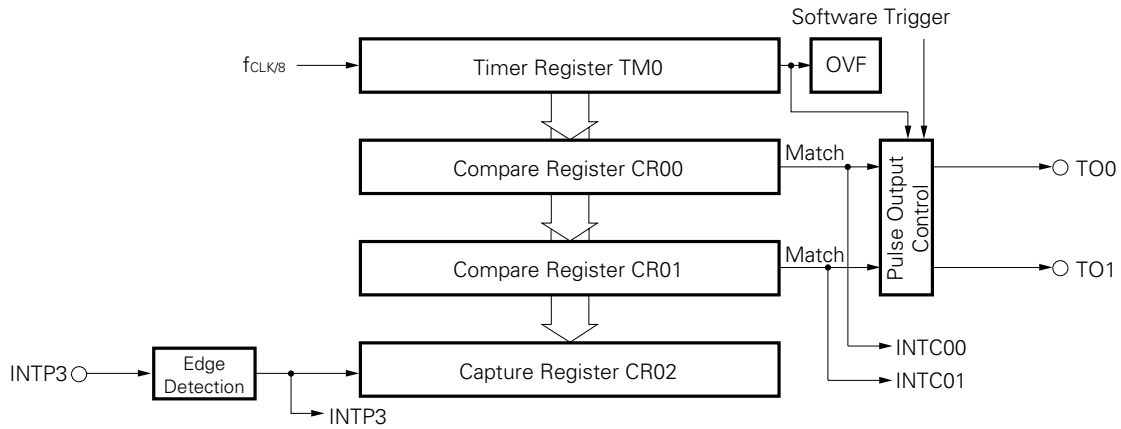 Software Trigger
fCLK/8
Timer Register TM0
OVF
Compare Register CR00
Match
Pulse Output
Control
TO0
Compare Register CR01
Match
TO1
INTC00
INTP3
Edge
Detection
Capture Register CR02
INTC01
INTP3